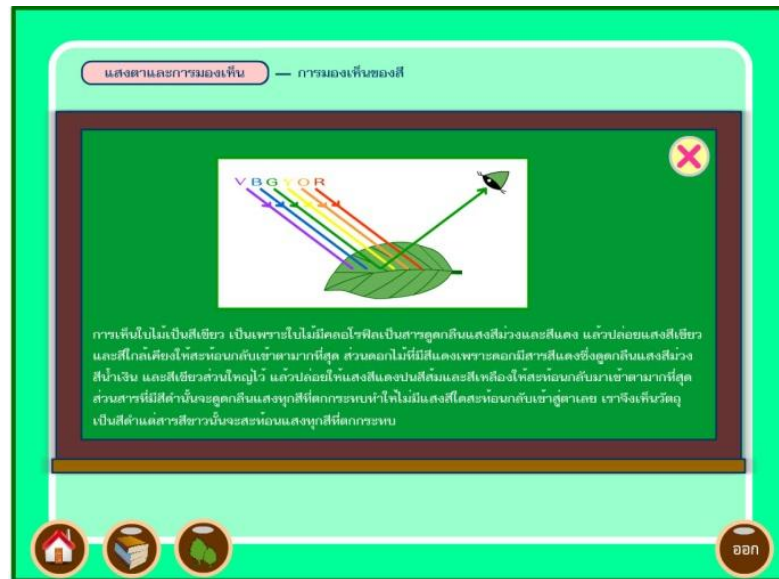 แสงตาและการมองเห็น — การมองเห็นของสี
V B G Y O R
การเห็นใบไม้เป็นสีเขียว เป็นเพราะใบไม้มีคลอโรฟิลเป็นสารดูดกลืนแสงสีม่วงและสีแดง แล้วปล่อยแสงสีเขียว
และสีใกล้เคียงให้สะท้อนกลับเข้าตามากที่สุด ส่วนดอกไม้ที่มีสีแดงเพราะดอกมีสารสีแดงซึ่งดูดกลืนแสงสีม่วง
สีน้ำเงิน และสีเขียวส่วนใหญ่ไว้ แล้วปล่อยให้แสงสีแดงปนสีส้มและสีเหลืองให้สะท้อนกลับมาเข้าตามากที่สุด
ส่วนสารที่มีสีดำนั้นจะดูดกลืนแสงทุกสีที่ตกกระทบทำให้ไม่มีแสงสีใดสะท้อนกลับเข้าสู่ตาเลย เราจึงเห็นวัตถุ
เป็นสีดำแต่สารสีขาวนั้นจะสะท้อนแสงทุกสีที่ตกกระทบ
ออก